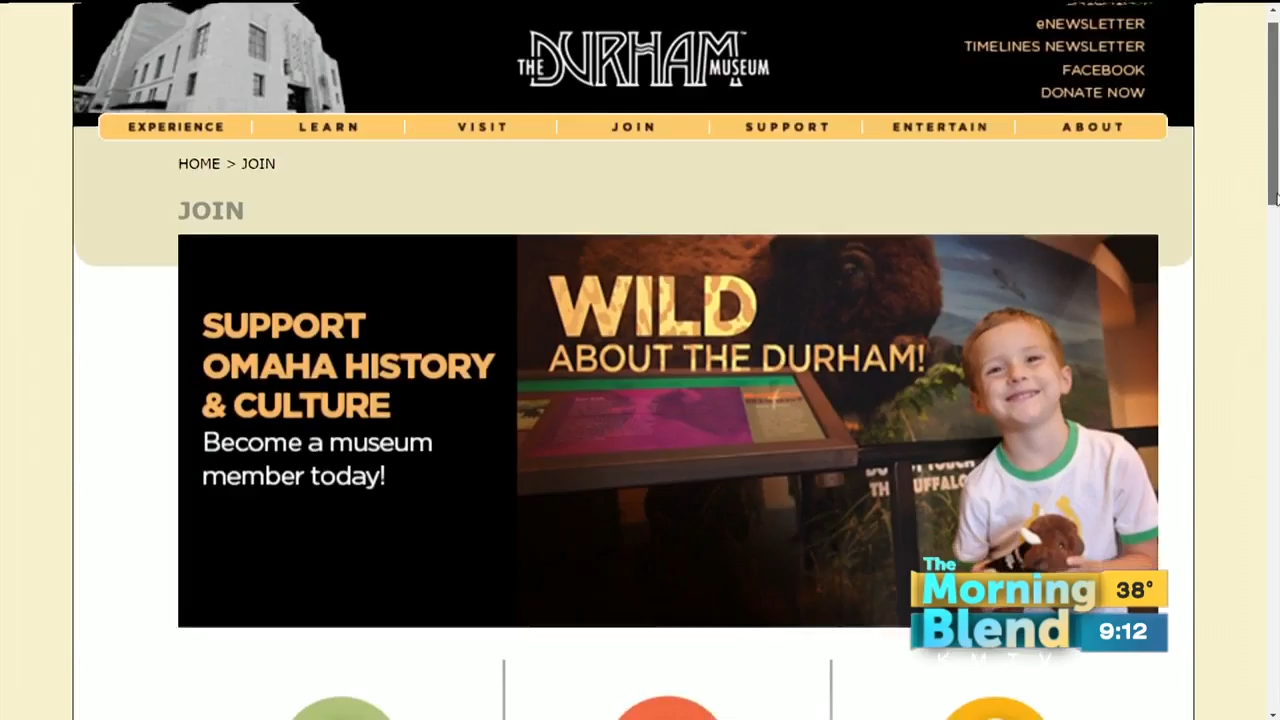 eNEWSLETTER
TIMELINES NEWSLETTER
FACEBOOK
DONATE NOW
THE DURHAM MUSEUM
EXPERIENCE LEARN VISIT JOIN SUPPORT ENTERTAIN ABOUT
HOME > JOIN
JOIN
SUPPORT
OMAHA HISTORY
& CULTURE
Become a museum
member today!
WILD
ABOUT THE DURHAM!
The
Morning 38°
Blend 9:12
KMTV